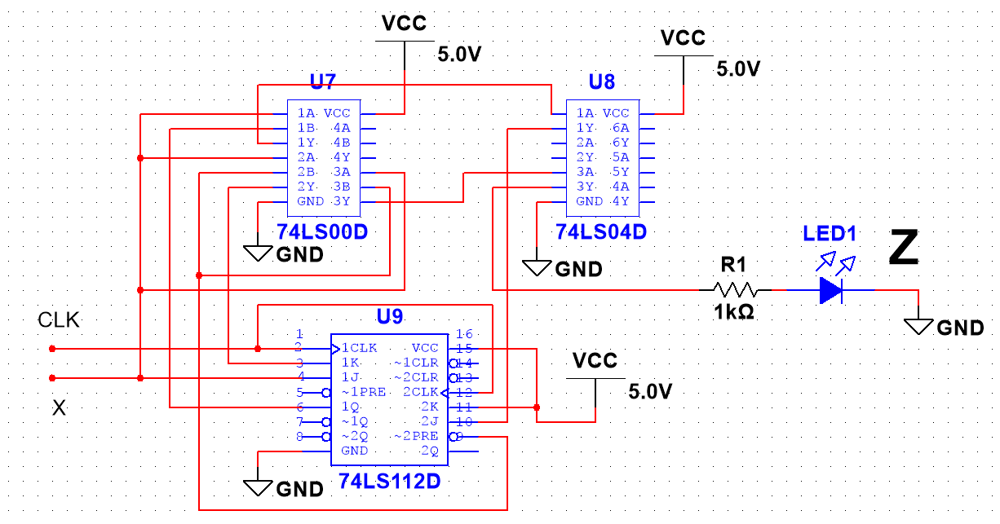 VCC
5.0V
VCC
5.0V
U7
U8
1A VCC
1B 4A
1Y 4B
2A 4Y
2B 3A
2Y 3B
GND 3Y
74LS00D
GND
1A VCC
1Y 6A
2A 6Y
2Y 5A
3A 5Y
3Y 4A
GND 4Y
74LS04D
GND
LED1
Z
R1
1kΩ
GND
CLK
X
U9
1 16
2 1CLK VCC 15
3 1K ~1CLR 14
4 1J ~2CLR 13
5 ~1PRE 2CLK 12
6 1Q 2K 11
7 ~1Q 2J 10
8 ~2Q ~2PRE 9
GND 2Q
74LS112D
GND
VCC
5.0V